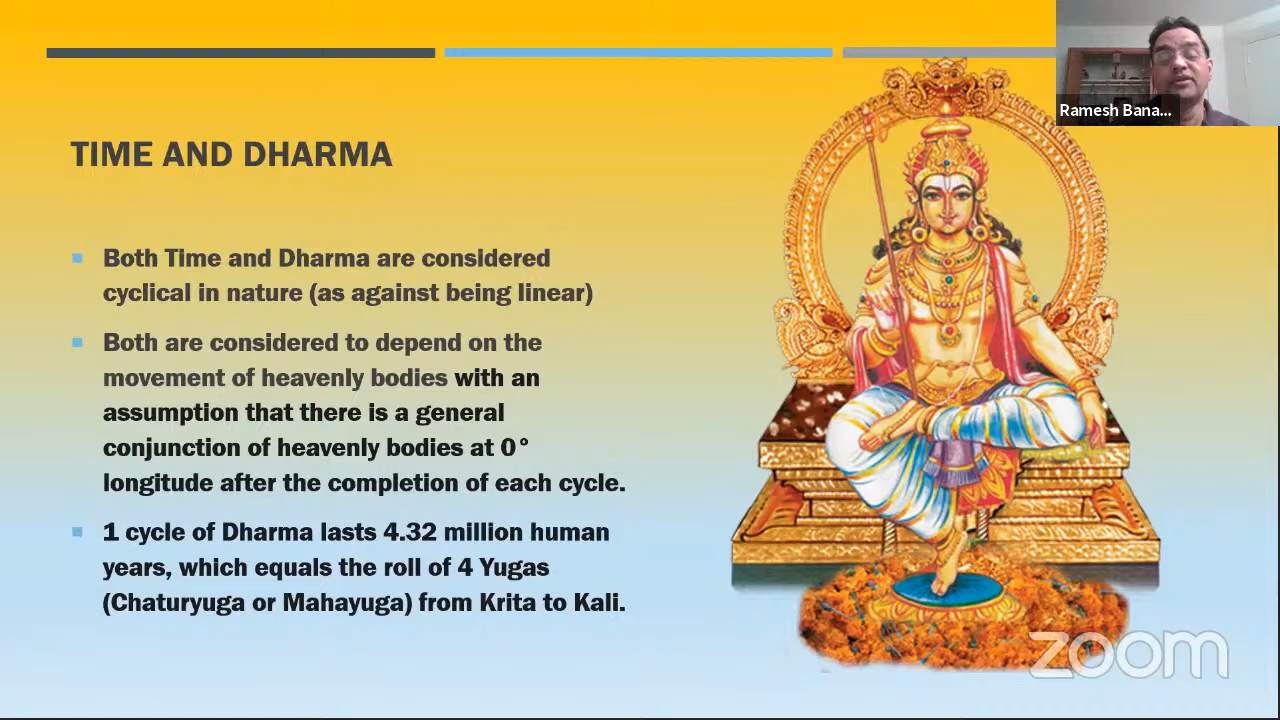 Ramesh Bana...
TIME AND DHARMA
Both Time and Dharma are considered
cyclical in nature (as against being linear)
Both are considered to depend on the
movement of heavenly bodies with an
assumption that there is a general
conjunction of heavenly bodies at 0°
longitude after the completion of each cycle.
1 cycle of Dharma lasts 4.32 million human
years, which equals the roll of 4 Yugas
(Chaturyuga or Mahayuga) from Krita to Kali.
zoom